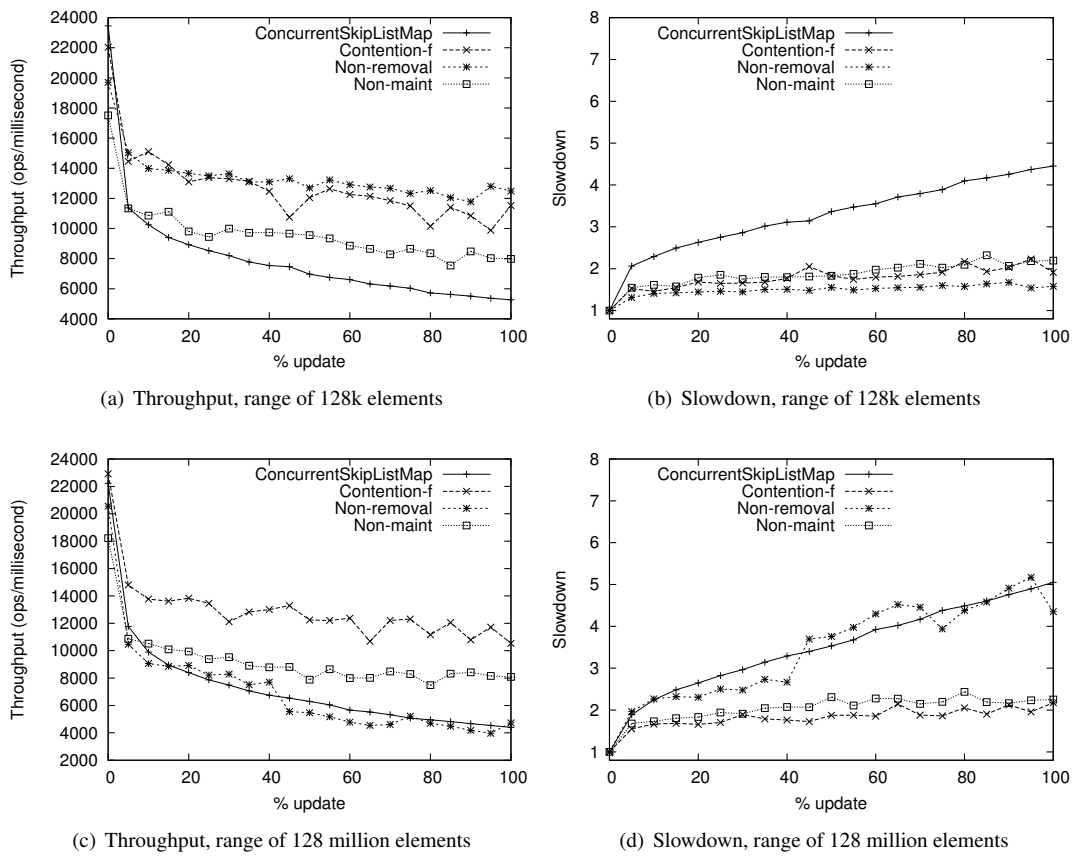 24000
22000
20000
18000
16000
14000
12000
10000
8000
6000
4000
0 20 40 60 80 100
Throughput (ops/millisecond)
% update
ConcurrentSkipListMap
Contention-f
Non-removal
Non-maint
(a) Throughput, range of 128k elements
8
7
6
5
4
3
2
1
0 20 40 60 80 100
Slowdown
% update
ConcurrentSkipListMap
Contention-f
Non-removal
Non-maint
(b) Slowdown, range of 128k elements
24000
22000
20000
18000
16000
14000
12000
10000
8000
6000
4000
2000
0 20 40 60 80 100
Throughput (ops/millisecond)
% update
ConcurrentSkipListMap
Contention-f
Non-removal
Non-maint
(c) Throughput, range of 128 million elements
8
7
6
5
4
3
2
1
0 20 40 60 80 100
Slowdown
% update
ConcurrentSkipListMap
Contention-f
Non-removal
Non-maint
(d) Slowdown, range of 128 million elements